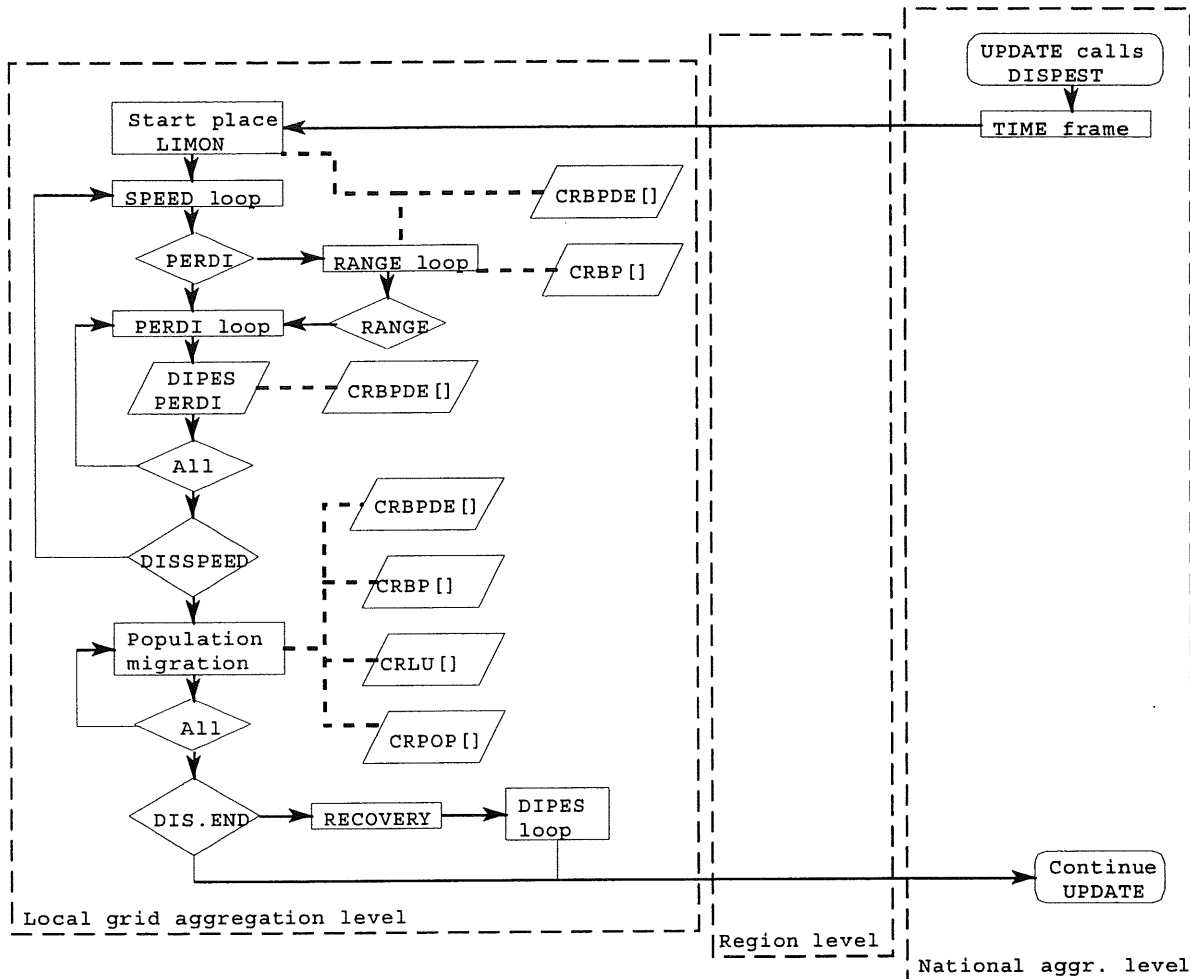 UPDATE calls
DISPEST
TIME frame
Start place
LIMON
SPEED loop
CRBPDE[]
PERDI
RANGE loop
CRBP[]
PERDI loop
RANGE
DIPES
PERDI
CRBPDE[]
All
CRBPDE[]
DISSPEED
CRBP[]
Population
migration
CRLU[]
All
CRPOP[]
DIS.END
RECOVERY
DIPES
loop
Continue
UPDATE
Local grid aggregation level
Region level
National aggr. level